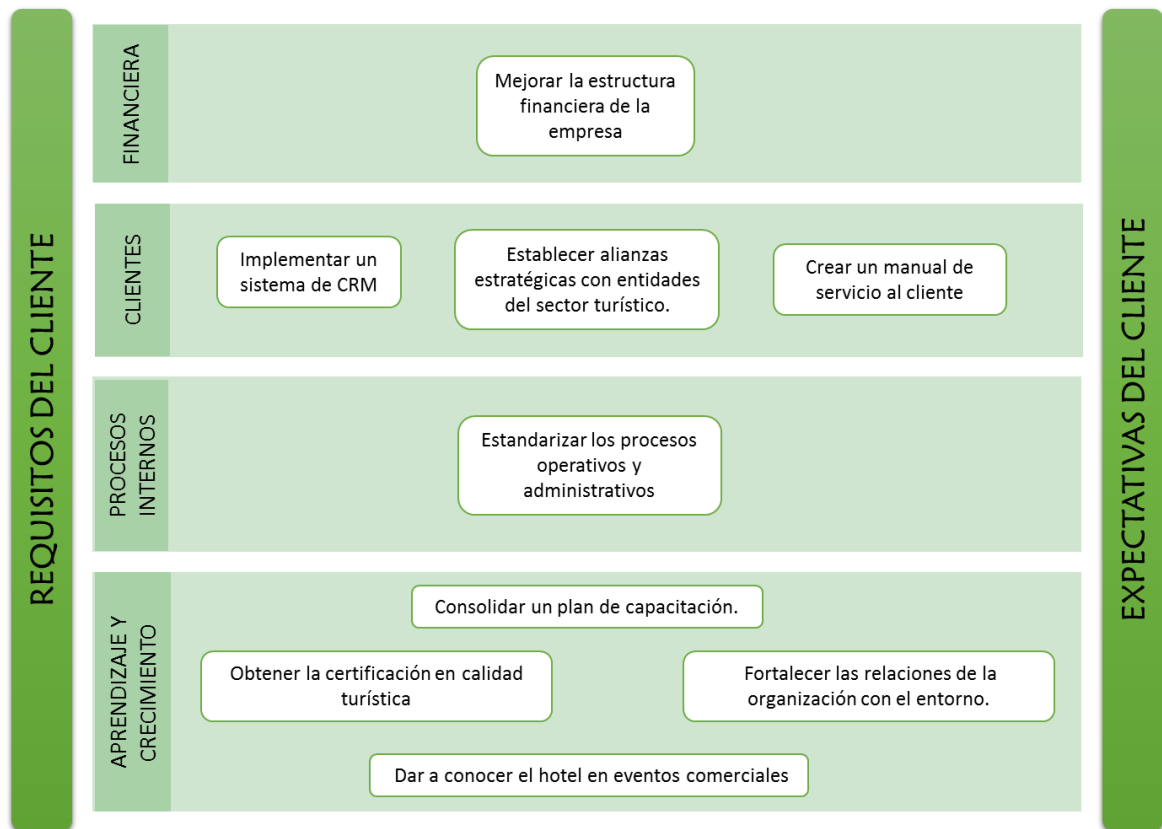 REQUISITOS DEL CLIENTE
FINANCIERA
Mejorar la estructura
financiera de la
empresa
CLIENTES
Implementar un
sistema de CRM
Establecer alianzas
estratégicas con entidades
del sector turístico.
Crear un manual de
servicio al cliente
PROCESOS
INTERNOS
Estandarizar los procesos
operativos y
administrativos
APRENDIZAJE Y
CRECIMIENTO
Consolidar un plan de capacitación.
Obtener la certificación en calidad
turística
Fortalecer las relaciones de la
organización con el entorno.
Dar a conocer el hotel en eventos comerciales
EXPECTATIVAS DEL CLIENTE